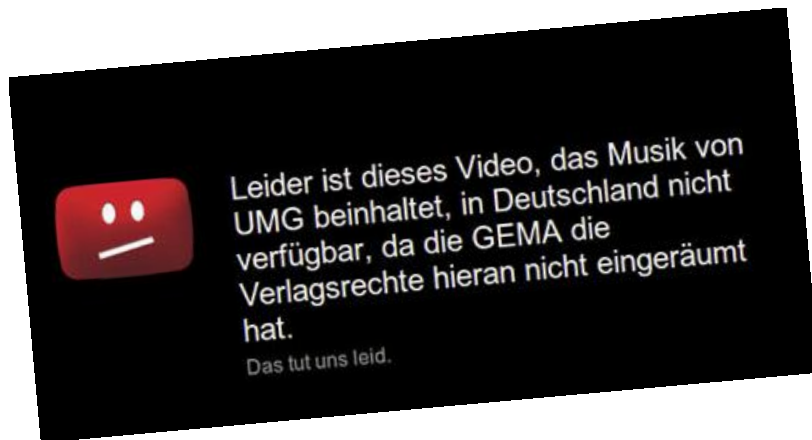 Leider ist dieses Video, das Musik von
UMG beinhaltet, in Deutschland nicht
verfügbar, da die GEMA die
Verlagsrechte hieran nicht eingeräumt
hat.
Das tut uns leid.